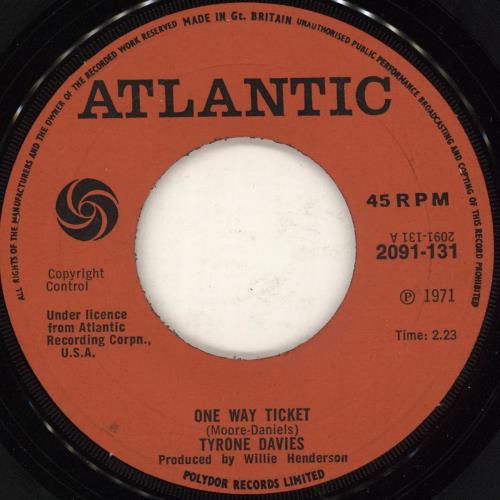 ALL RIGHTS OF THE MANUFACTURERS AND THE OWNER OF THE RECORDED WORK RESERVED MADE IN Gt. BRITAIN UNAUTHORISED PUBLIC PERFORMANCE BROADCASTING AND COPYING OF THIS RECORD PROHIBITED
ATLANTIC
45 RPM
2091-131 A
2091-131
Copyright
Control
℗ 1971
Under licence
from Atlantic
Recording Corpn.,
U.S.A.
Time: 2.23
ONE WAY TICKET
(Moore-Daniels)
TYRONE DAVIES
Produced by Willie Henderson
POLYDOR RECORDS LIMITED